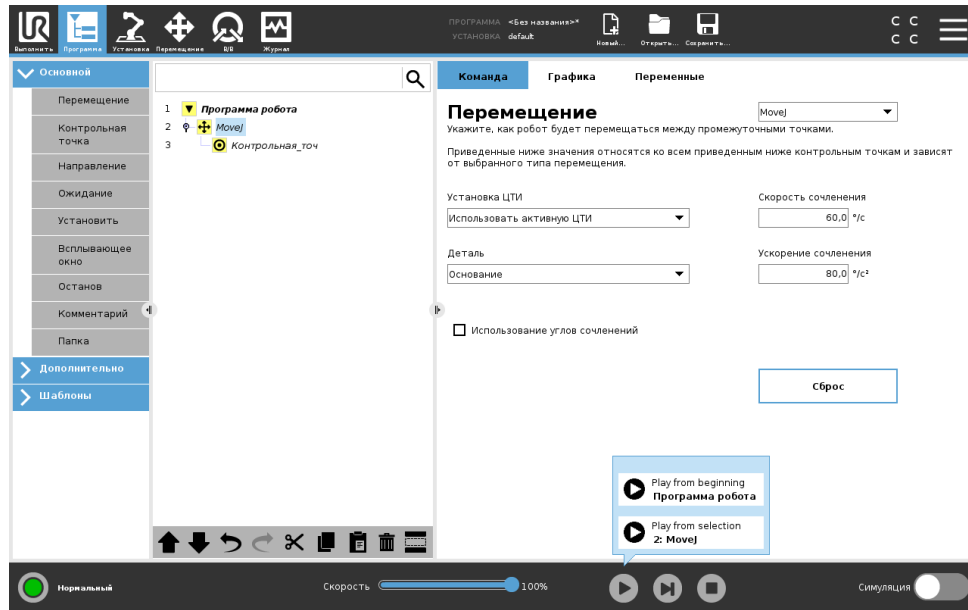 ПРОГРАММА <Без названия>*
УСТАНОВКА default
Выполнить
Программа
Установка
Перемещение
В/В
Журнал
Новый...
Открыть...
Сохранить...
C C
C C
Основной
Перемещение
Контрольная
точка
Направление
Ожидание
Установить
Всплывающее
окно
Останов
Комментарий
Папка
Дополнительно
Шаблоны
1 Программа робота
2 MoveJ
3 Контрольная_точ
Команда
Графика
Переменные
Перемещение
MoveJ
Укажите, как робот будет перемещаться между промежуточными точками.
Приведенные ниже значения относятся ко всем приведенным ниже контрольным точкам и зависят
от выбранного типа перемещения.
Установка ЦТИ
Скорость сочленения
Использовать активную ЦТИ
60,0 °/с
Деталь
Ускорение сочленения
Основание
80,0 °/с²
Использование углов сочленений
Сброс
Play from beginning
Программа робота
Play from selection
2: MoveJ
Нормальный
Скорость
100%
Симуляция